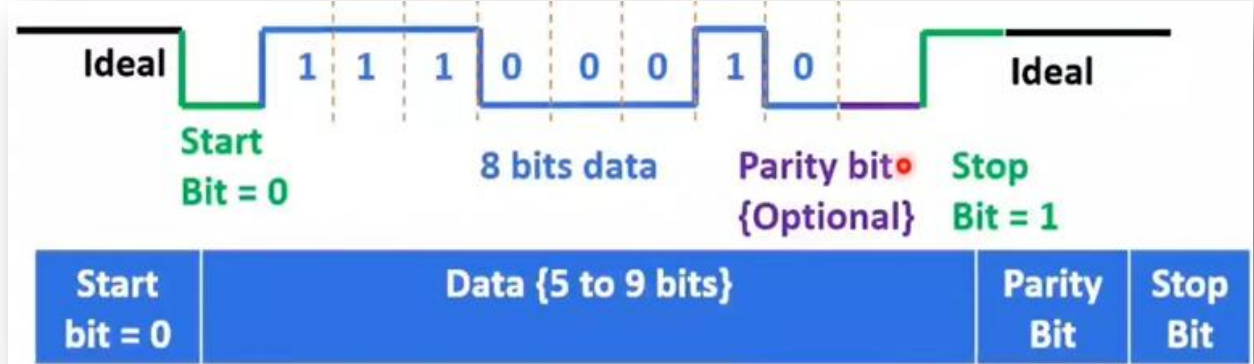 Ideal
1 1 1 0 0 0 1 0
Ideal
Start
Bit = 0
8 bits data
Parity bit
{Optional}
Stop
Bit = 1
Start
bit = 0
Data {5 to 9 bits}
Parity
Bit
Stop
Bit